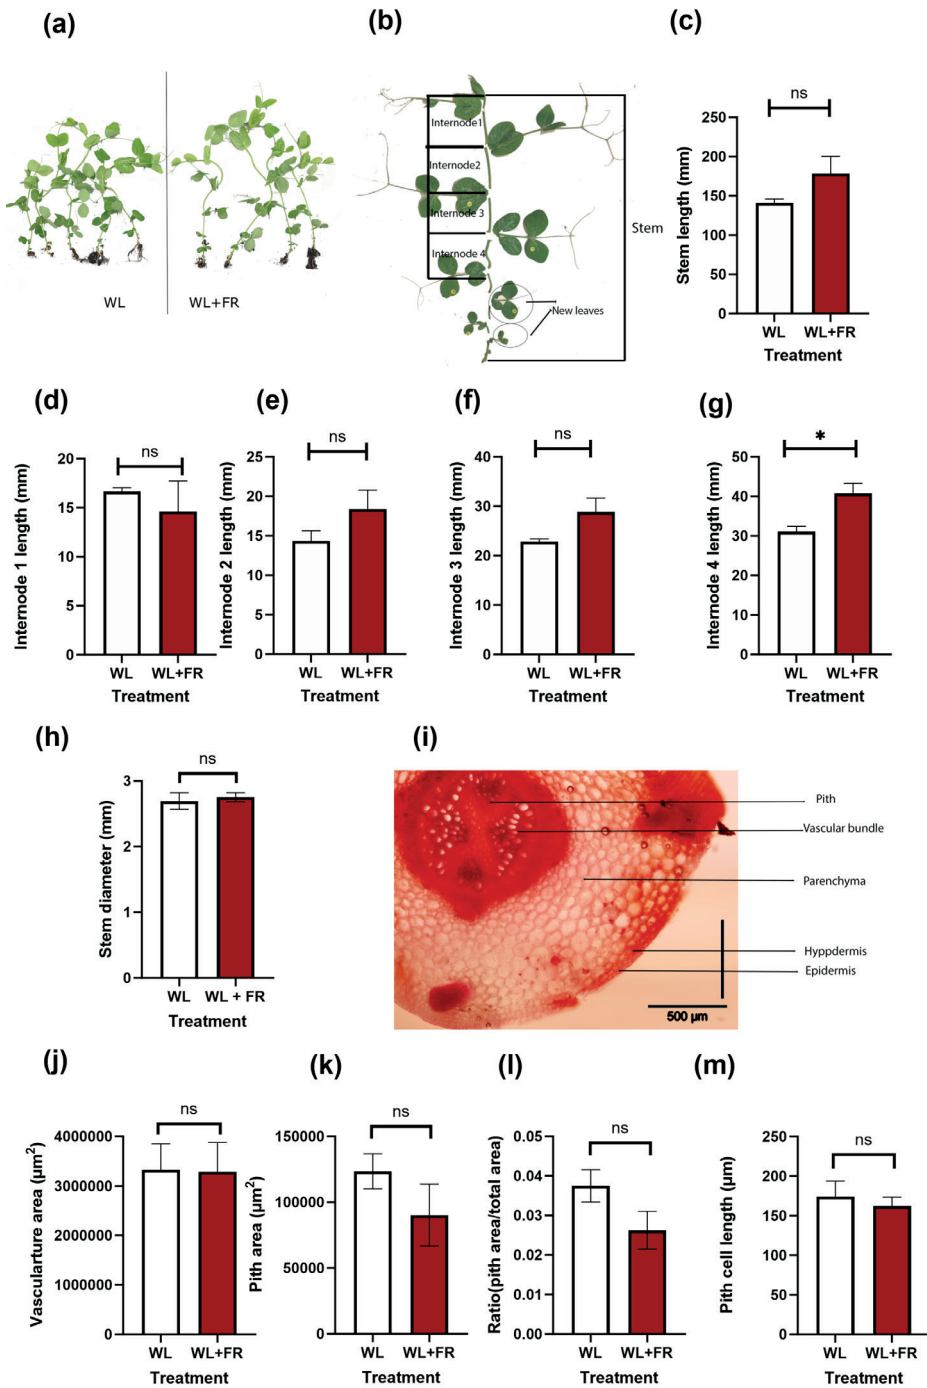 (a)
WL
WL+FR
(b)
Internode1
Internode2
Internode 3
Internode 4
Stem
New leaves
(c)
ns
Stem length (mm)
250
200
150
100
50
0
WL
WL+FR
Treatment
(d)
ns
Internode 1 length (mm)
20
15
10
5
0
WL
WL+FR
Treatment
(e)
ns
Internode 2 length (mm)
25
20
15
10
5
0
WL
WL+FR
Treatment
(f)
ns
Internode 3 length (mm)
40
30
20
10
0
WL
WL+FR
Treatment
(g)
*
Internode 4 length (mm)
50
40
30
20
10
0
WL
WL+FR
Treatment
(h)
ns
Stem diameter (mm)
3
2
1
0
WL
WL + FR
Treatment
(i)
Pith
Vascular bundle
Parenchyma
Hyppdermis
Epidermis
500 μm
(j)
ns
Vascularture area (μm²)
4000000
3000000
2000000
1000000
0
WL
WL+FR
Treatment
(k)
ns
Pith area (μm²)
150000
100000
50000
0
WL
WL+FR
Treatment
(l)
ns
Ratio(pith area/total area)
0.05
0.04
0.03
0.02
0.01
0.00
WL
WL+FR
Treatment
(m)
ns
Pith cell length (μm)
250
200
150
100
50
0
WL
WL+FR
Treatment